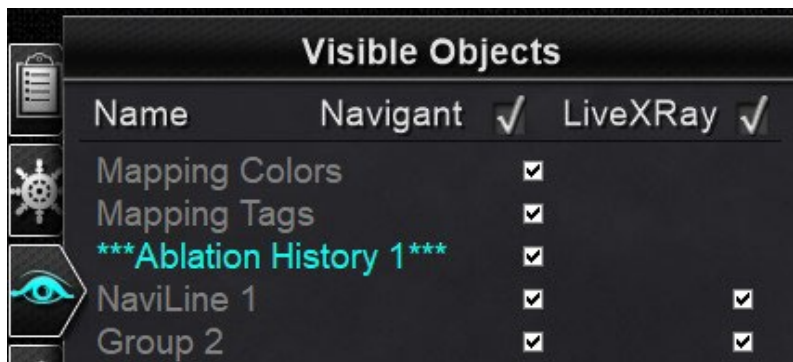 Visible Objects
Name Navigant LiveXRay
Mapping Colors
Mapping Tags
***Ablation History 1***
NaviLine 1
Group 2